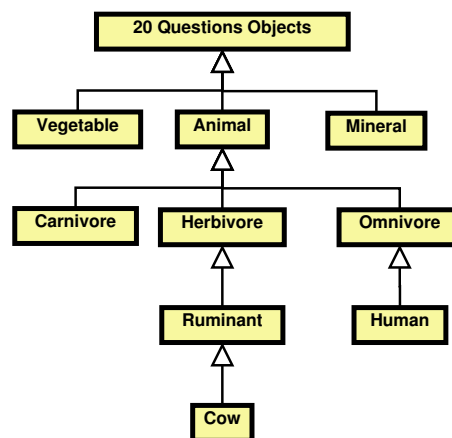 20 Questions Objects
Vegetable
Animal
Mineral
Carnivore
Herbivore
Omnivore
Ruminant
Human
Cow